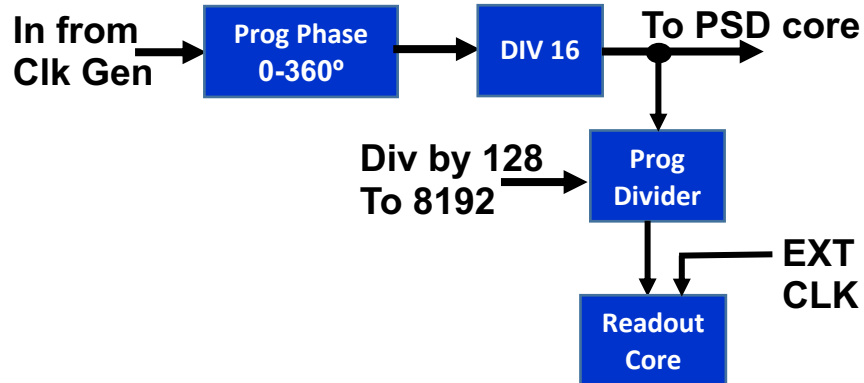 In from
Clk Gen
Prog Phase
0-360º
DIV 16
To PSD core
Div by 128
To 8192
Prog
Divider
EXT
CLK
Readout
Core